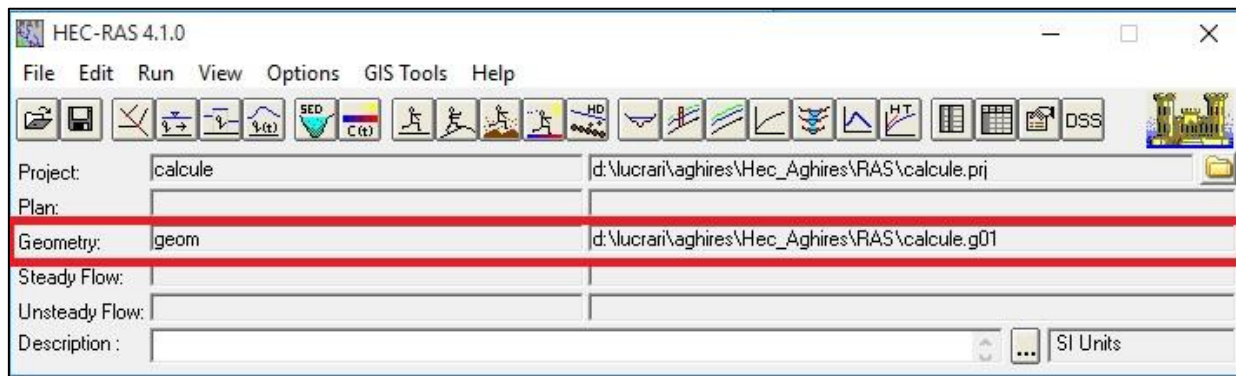 HEC-RAS 4.1.0
File Edit Run View Options GIS Tools Help
SED C(t) HD HT DSS
Project: calcule d:\lucrari\aghires\Hec_Aghires\RAS\calcule.prj
Plan:
Geometry: geom d:\lucrari\aghires\Hec_Aghires\RAS\calcule.g01
Steady Flow:
Unsteady Flow:
Description : ... SI Units